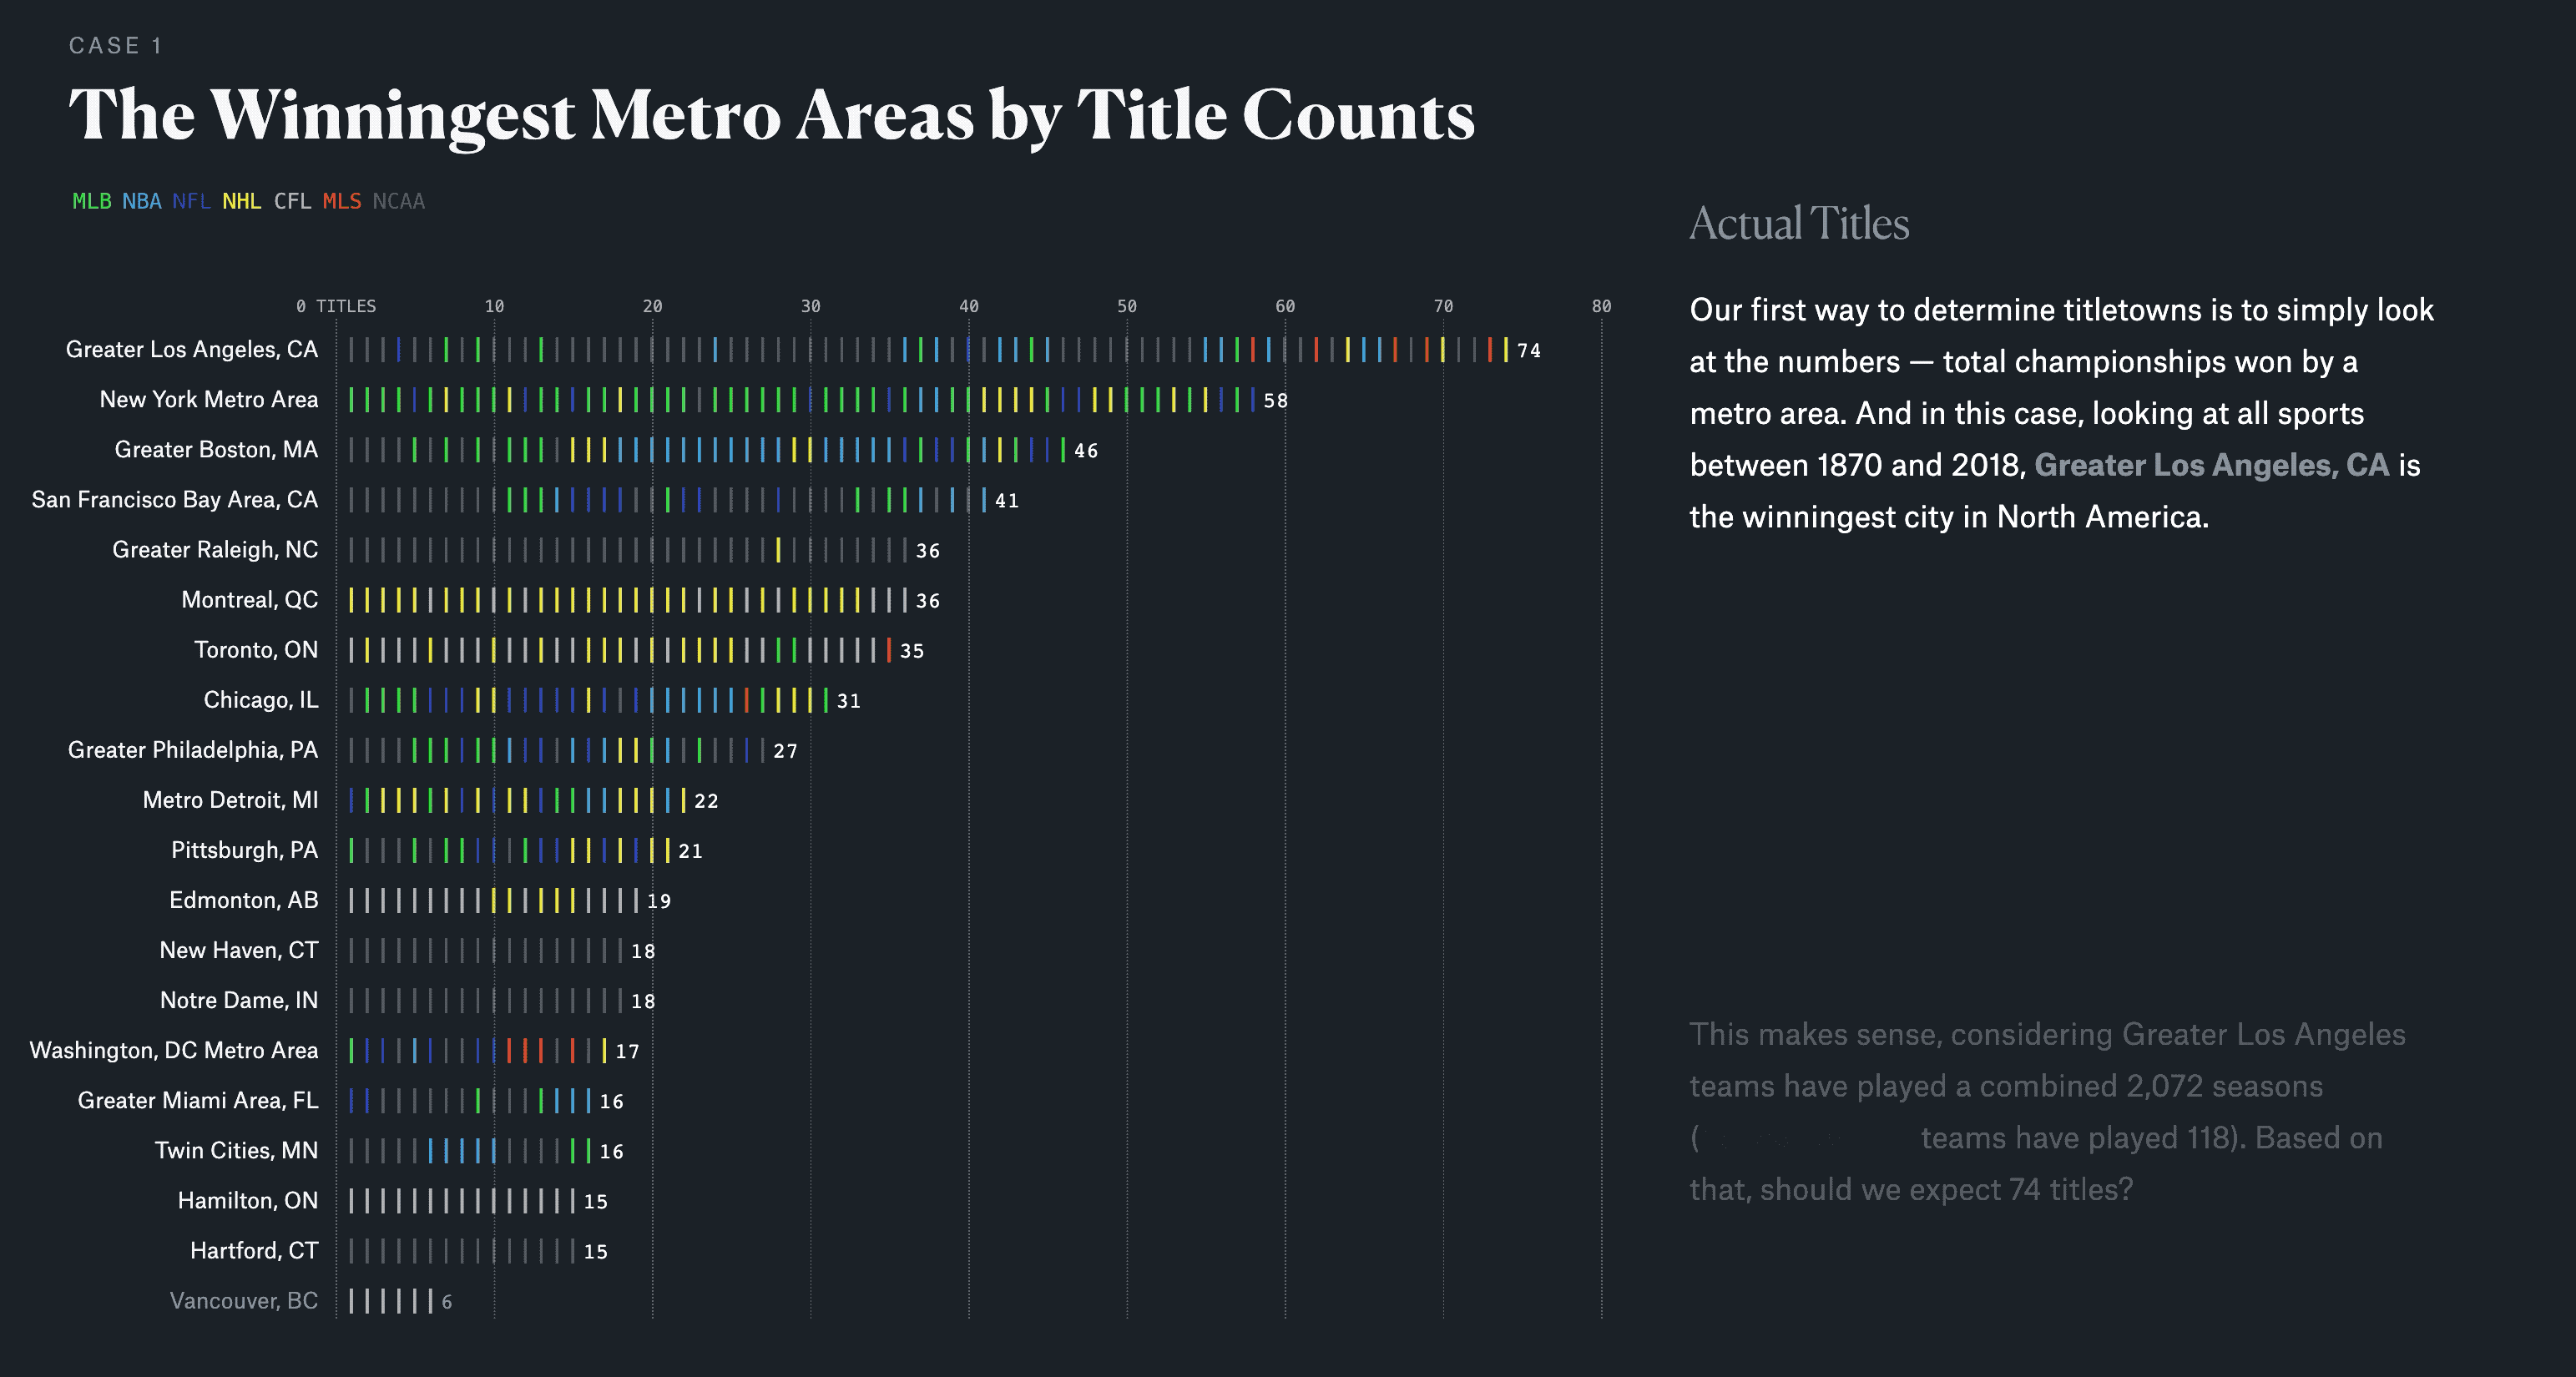 CASE 1
The Winningest Metro Areas by Title Counts
MLB NBA NFL NHL CFL MLS NCAA
Actual Titles
Our first way to determine titletowns is to simply look
at the numbers — total championships won by a
metro area. And in this case, looking at all sports
between 1870 and 2018, Greater Los Angeles, CA is
the winningest city in North America.
This makes sense, considering Greater Los Angeles
teams have played a combined 2,072 seasons
( teams have played 118). Based on
that, should we expect 74 titles?
0 TITLES 10 20 30 40 50 60 70 80
Greater Los Angeles, CA 74
New York Metro Area 58
Greater Boston, MA 46
San Francisco Bay Area, CA 41
Greater Raleigh, NC 36
Montreal, QC 36
Toronto, ON 35
Chicago, IL 31
Greater Philadelphia, PA 27
Metro Detroit, MI 22
Pittsburgh, PA 21
Edmonton, AB 19
New Haven, CT 18
Notre Dame, IN 18
Washington, DC Metro Area 17
Greater Miami Area, FL 16
Twin Cities, MN 16
Hamilton, ON 15
Hartford, CT 15
Vancouver, BC 6